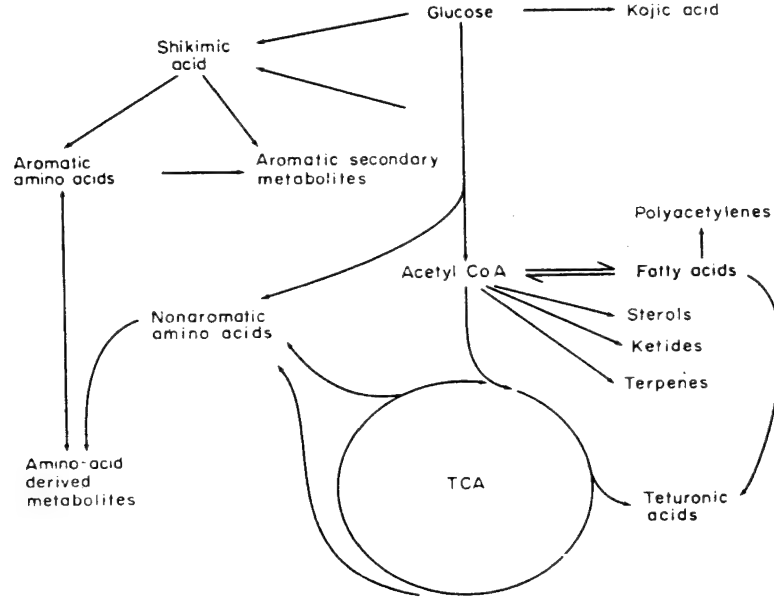 Glucose
Kojic acid
Shikimic
acid
Aromatic
amino acids
Aromatic secondary
metabolites
Polyacetylenes
Acetyl CoA
Fatty acids
Sterols
Ketides
Terpenes
Nonaromatic
amino acids
Amino-acid
derived
metabolites
TCA
Teturonic
acids